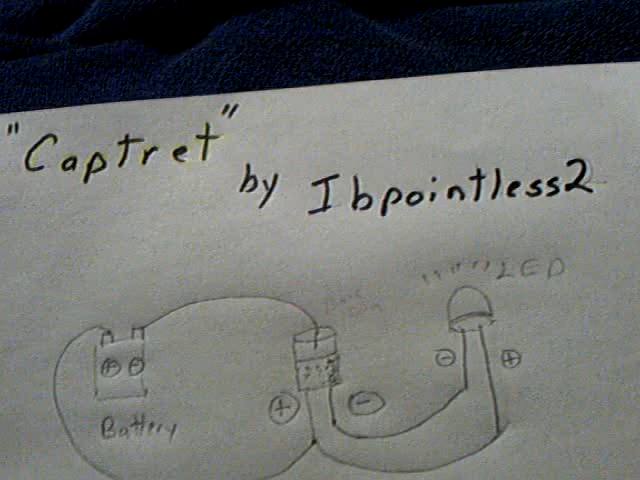 "Captret"
by Ibpointless2
LED
⊖ ⊕
⊕ ⊖
⊕ ⊖
Battery